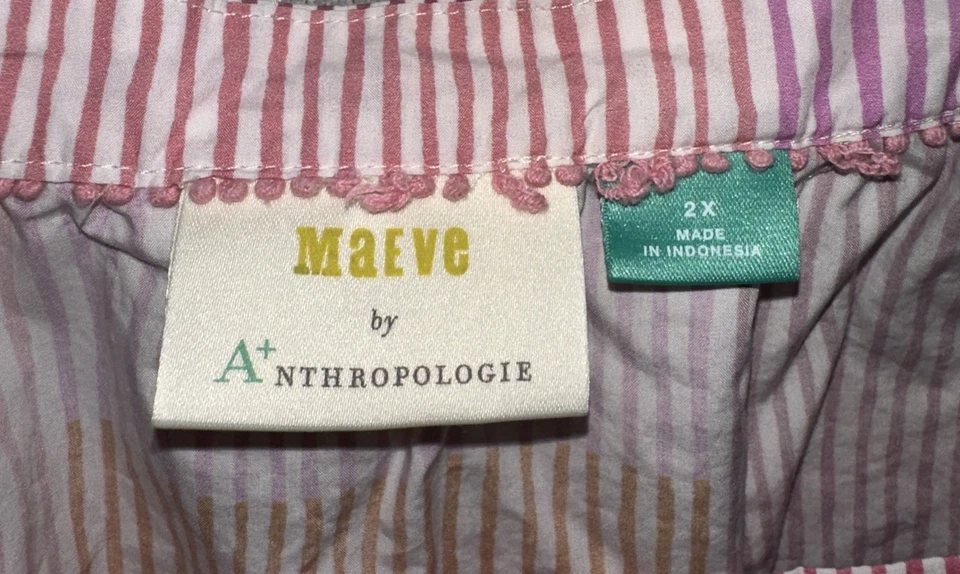 MaEVe
by
A+NTHROPOLOGIE
2X
MADE
IN INDONESIA